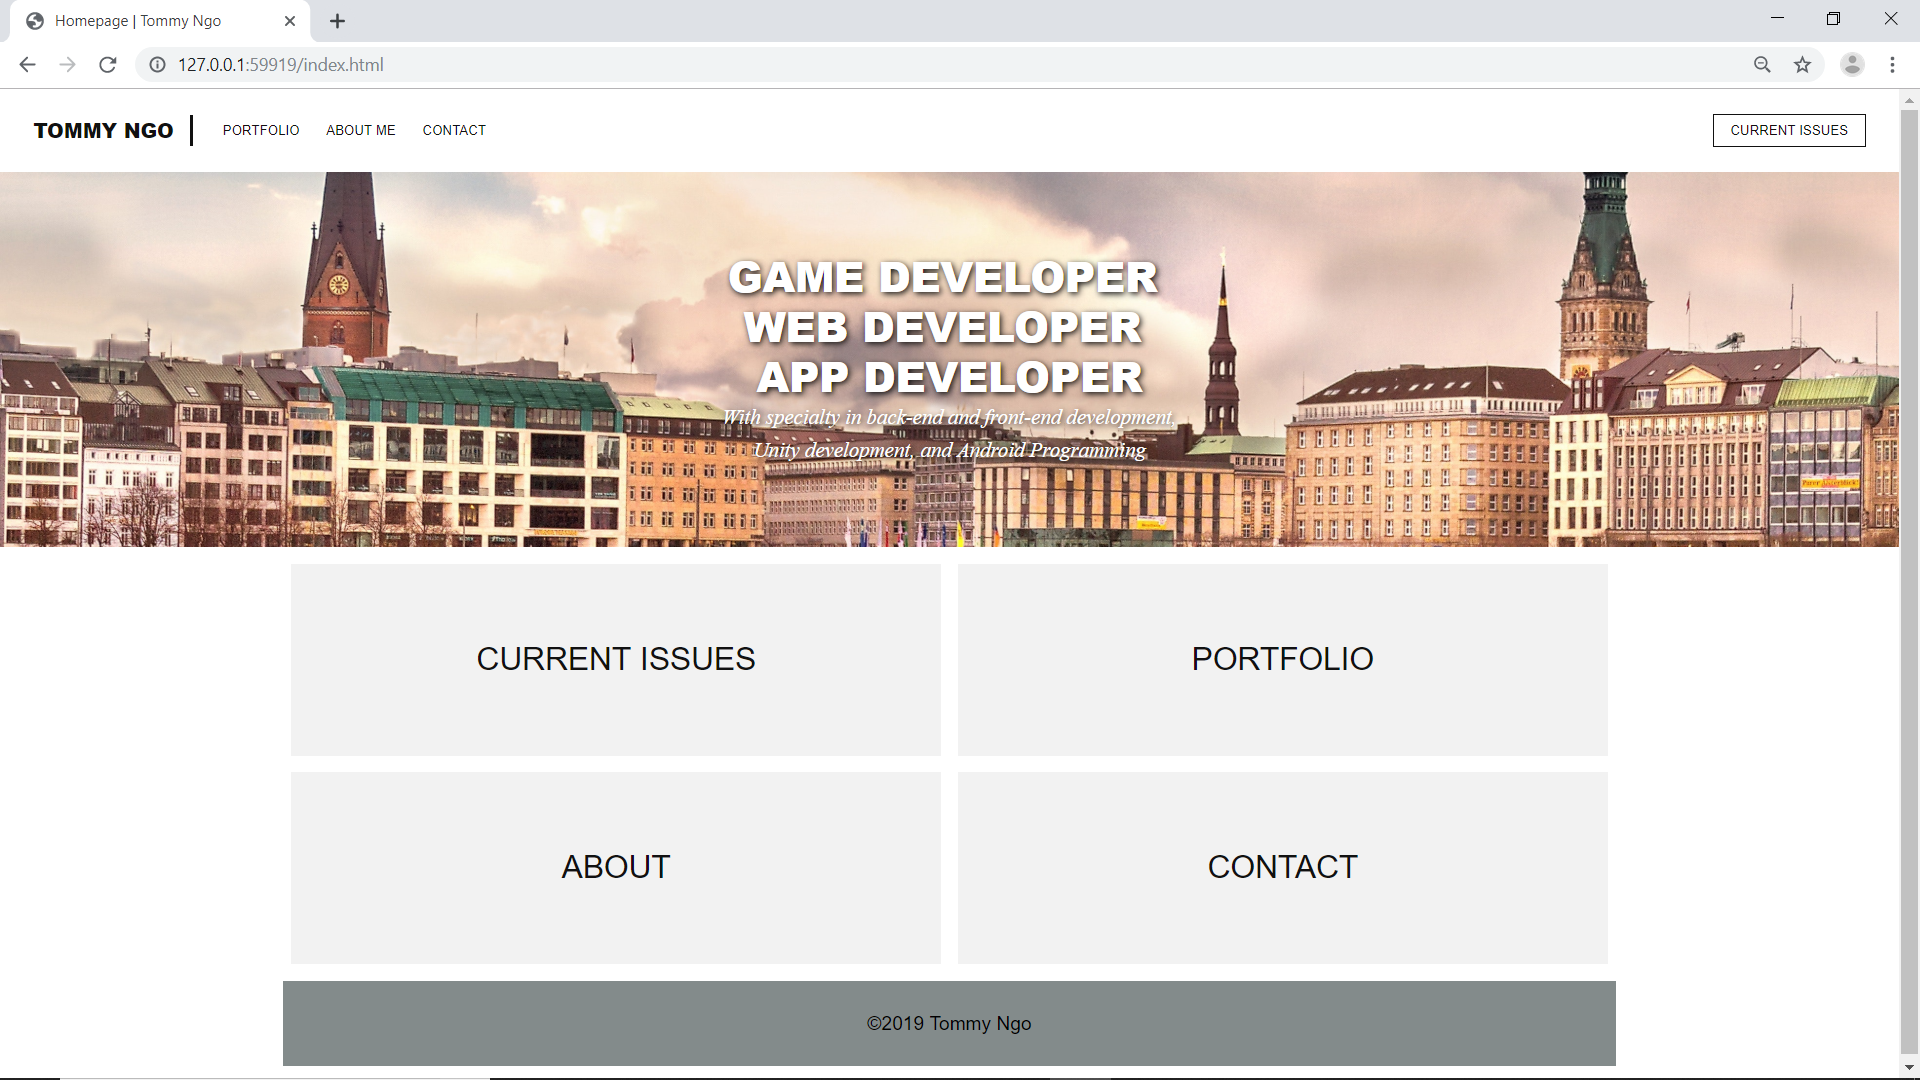 Homepage | Tommy Ngo
127.0.0.1:59919/index.html
TOMMY NGO
PORTFOLIO
ABOUT ME
CONTACT
CURRENT ISSUES
GAME DEVELOPER
WEB DEVELOPER
APP DEVELOPER
With specialty in back-end and front-end development,
Unity development, and Android Programming
CURRENT ISSUES
PORTFOLIO
ABOUT
CONTACT
©2019 Tommy Ngo